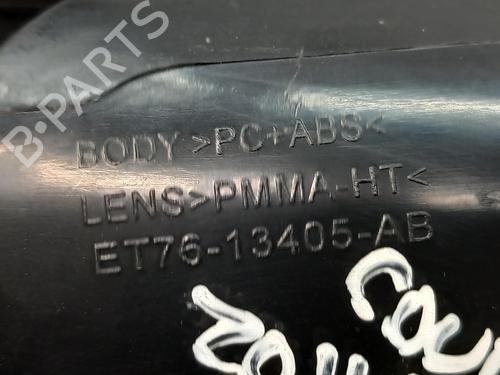 B-PARTS
BODY >PC+ABS<
LENS>PMMA-HT<
ET76-13405-AB